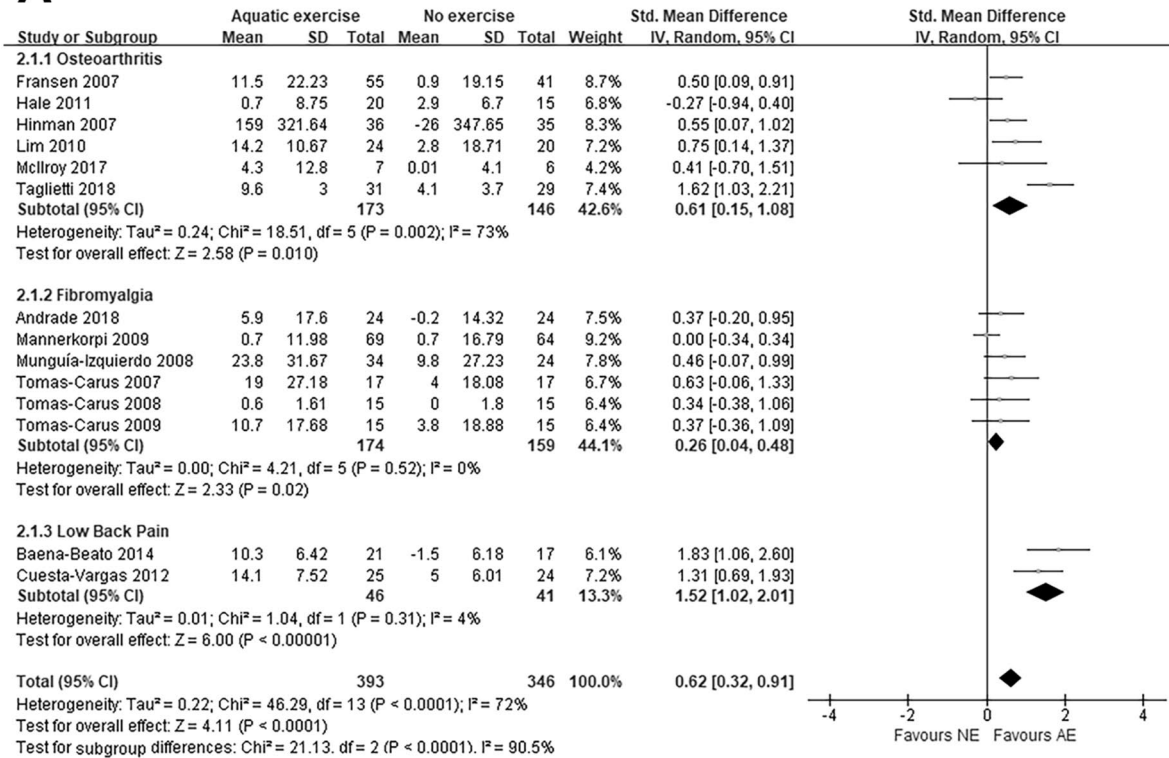 Aquatic exercise No exercise Std. Mean Difference Std. Mean Difference
Study or Subgroup Mean SD Total Mean SD Total Weight IV, Random, 95% CI IV, Random, 95% CI
2.1.1 Osteoarthritis
Fransen 2007 11.5 22.23 55 0.9 19.15 41 8.7% 0.50 [0.09, 0.91]
Hale 2011 0.7 8.75 20 2.9 6.7 15 6.8% -0.27 [-0.94, 0.40]
Hinman 2007 159 321.64 36 -26 347.65 35 8.3% 0.55 [0.07, 1.02]
Lim 2010 14.2 10.67 24 2.8 18.71 20 7.2% 0.75 [0.14, 1.37]
McIlroy 2017 4.3 12.8 7 0.01 4.1 6 4.2% 0.41 [-0.70, 1.51]
Taglietti 2018 9.6 3 31 4.1 3.7 29 7.4% 1.62 [1.03, 2.21]
Subtotal (95% CI) 173 146 42.6% 0.61 [0.15, 1.08]
Heterogeneity: Tau² = 0.24; Chi² = 18.51, df = 5 (P = 0.002); I² = 73%
Test for overall effect: Z = 2.58 (P = 0.010)
2.1.2 Fibromyalgia
Andrade 2018 5.9 17.6 24 -0.2 14.32 24 7.5% 0.37 [-0.20, 0.95]
Mannerkorpi 2009 0.7 11.98 69 0.7 16.79 64 9.2% 0.00 [-0.34, 0.34]
Munguía-Izquierdo 2008 23.8 31.67 34 9.8 27.23 24 7.8% 0.46 [-0.07, 0.99]
Tomas-Carus 2007 19 27.18 17 4 18.08 17 6.7% 0.63 [-0.06, 1.33]
Tomas-Carus 2008 0.6 1.61 15 0 1.8 15 6.4% 0.34 [-0.38, 1.06]
Tomas-Carus 2009 10.7 17.68 15 3.8 18.88 15 6.4% 0.37 [-0.36, 1.09]
Subtotal (95% CI) 174 159 44.1% 0.26 [0.04, 0.48]
Heterogeneity: Tau² = 0.00; Chi² = 4.21, df = 5 (P = 0.52); I² = 0%
Test for overall effect: Z = 2.33 (P = 0.02)
2.1.3 Low Back Pain
Baena-Beato 2014 10.3 6.42 21 -1.5 6.18 17 6.1% 1.83 [1.06, 2.60]
Cuesta-Vargas 2012 14.1 7.52 25 5 6.01 24 7.2% 1.31 [0.69, 1.93]
Subtotal (95% CI) 46 41 13.3% 1.52 [1.02, 2.01]
Heterogeneity: Tau² = 0.01; Chi² = 1.04, df = 1 (P = 0.31); I² = 4%
Test for overall effect: Z = 6.00 (P < 0.00001)
Total (95% CI) 393 346 100.0% 0.62 [0.32, 0.91]
Heterogeneity: Tau² = 0.22; Chi² = 46.29, df = 13 (P < 0.0001); I² = 72%
Test for overall effect: Z = 4.11 (P < 0.0001)
Test for subgroup differences: Chi² = 21.13, df = 2 (P < 0.0001), I² = 90.5%
-4 -2 0 2 4
Favours NE Favours AE